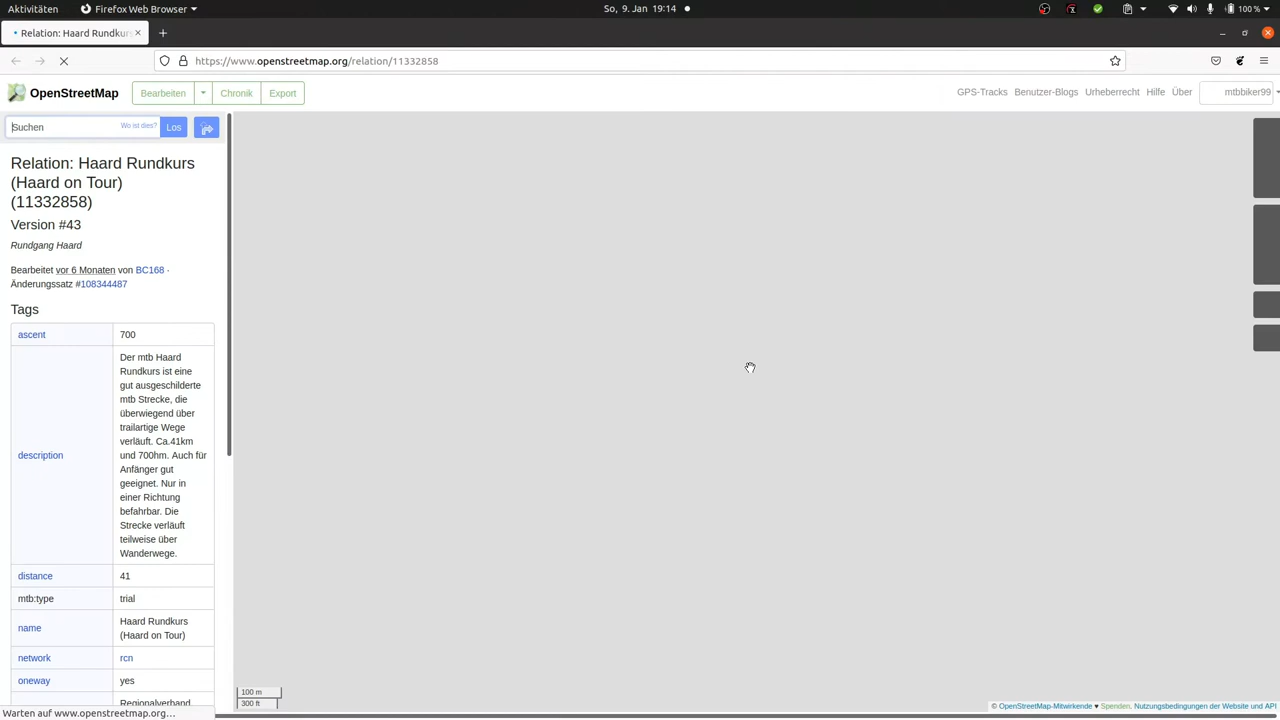 Aktivitäten
Firefox Web Browser
So, 9. Jan 19:14
100 %
Relation: Haard Rundkurs
https://www.openstreetmap.org/relation/11332858
OpenStreetMap
Bearbeiten
Chronik
Export
GPS-Tracks
Benutzer-Blogs
Urheberrecht
Hilfe
Über
mtbbiker99
Suchen
Wo ist dies?
Los
Relation: Haard Rundkurs
(Haard on Tour)
(11332858)
Version #43
Rundgang Haard
Bearbeitet vor 6 Monaten von BC168 ·
Änderungssatz #108344487
Tags
ascent 700
description
Der mtb Haard
Rundkurs ist eine
gut ausgeschilderte
mtb Strecke, die
überwiegend über
trailartige Wege
verläuft. Ca.41km
und 700hm. Auch für
Anfänger gut
geeignet. Nur in
einer Richtung
befahrbar. Die
Strecke verläuft
teilweise über
Wanderwege.
distance 41
mtb:type trial
name
Haard Rundkurs
(Haard on Tour)
network rcn
oneway yes
Regionalverband
Warten auf www.openstreetmap.org…
100 m
300 ft
© OpenStreetMap-Mitwirkende ♥ Spenden. Nutzungsbedingungen der Website und API